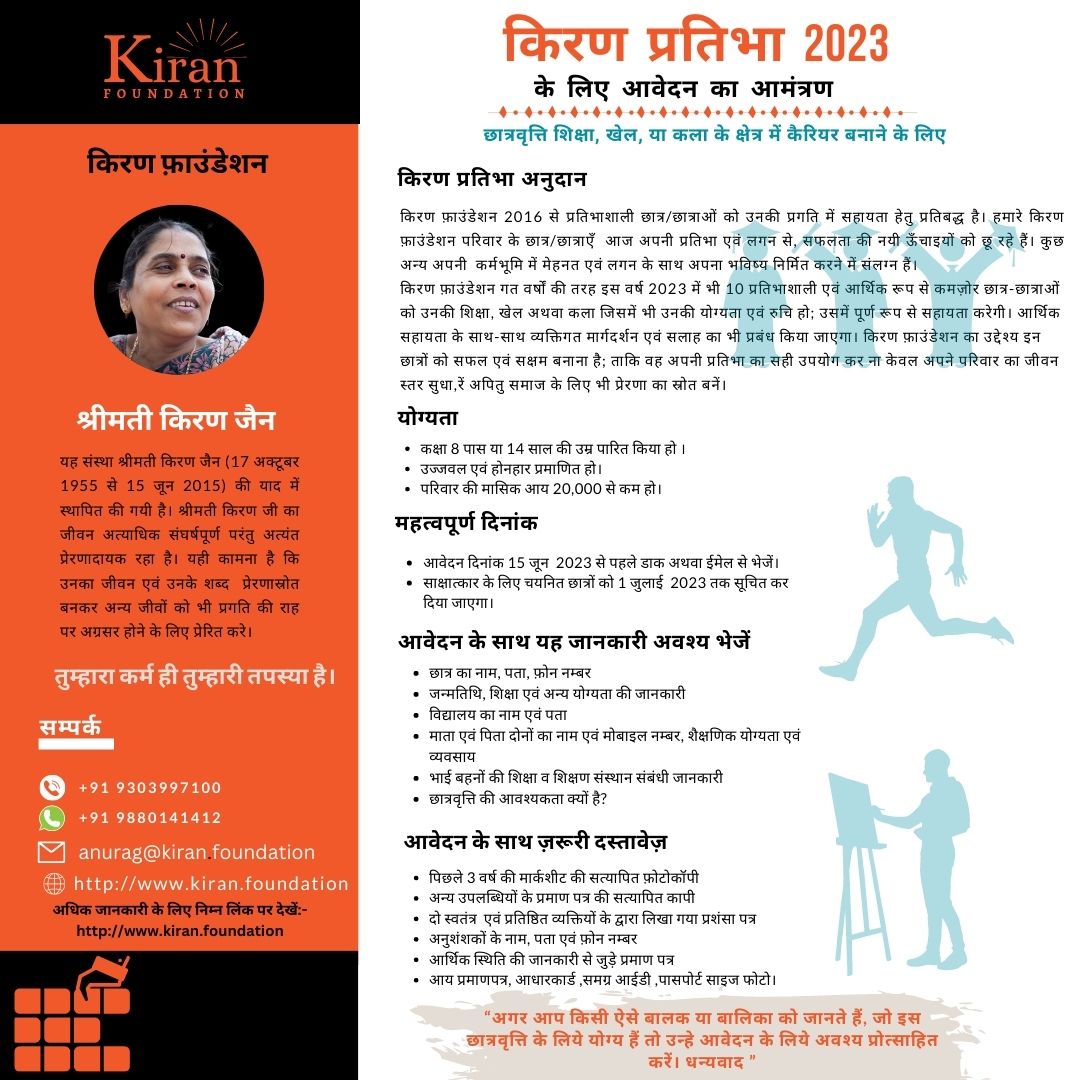 Kiran
FOUNDATION
किरण फ़ाउंडेशन
श्रीमती किरण जैन
यह संस्था श्रीमती किरण जैन (17 अक्टूबर
1955 से 15 जून 2015) की याद में
स्थापित की गयी है। श्रीमती किरण जी का
जीवन अत्याधिक संघर्षपूर्ण परंतु अत्यंत
प्रेरणादायक रहा है। यही कामना है कि
उनका जीवन एवं उनके शब्द प्रेरणास्रोत
बनकर अन्य जीवों को भी प्रगति की राह
पर अग्रसर होने के लिए प्रेरित करे।
तुम्हारा कर्म ही तुम्हारी तपस्या है।
सम्पर्क
+91 9303997100
+91 9880141412
anurag@kiran.foundation
http://www.kiran.foundation
अधिक जानकारी के लिए निम्न लिंक पर देखें:-
http://www.kiran.foundation
किरण प्रतिभा 2023
के लिए आवेदन का आमंत्रण
छात्रवृत्ति शिक्षा, खेल, या कला के क्षेत्र में कैरियर बनाने के लिए
किरण प्रतिभा अनुदान
किरण फ़ाउंडेशन 2016 से प्रतिभाशाली छात्र/छात्राओं को उनकी प्रगति में सहायता हेतु प्रतिबद्ध है। हमारे किरण
फ़ाउंडेशन परिवार के छात्र/छात्राएँ आज अपनी प्रतिभा एवं लगन से, सफलता की नयी ऊँचाइयों को छू रहे हैं। कुछ
अन्य अपनी कर्मभूमि में मेहनत एवं लगन के साथ अपना भविष्य निर्मित करने में संलग्न हैं।
किरण फ़ाउंडेशन गत वर्षों की तरह इस वर्ष 2023 में भी 10 प्रतिभाशाली एवं आर्थिक रूप से कमज़ोर छात्र-छात्राओं
को उनकी शिक्षा, खेल अथवा कला जिसमें भी उनकी योग्यता एवं रुचि हो; उसमें पूर्ण रूप से सहायता करेगी। आर्थिक
सहायता के साथ-साथ व्यक्तिगत मार्गदर्शन एवं सलाह का भी प्रबंध किया जाएगा। किरण फ़ाउंडेशन का उद्देश्य इन
छात्रों को सफल एवं सक्षम बनाना है; ताकि वह अपनी प्रतिभा का सही उपयोग कर ना केवल अपने परिवार का जीवन
स्तर सुधा,रें अपितु समाज के लिए भी प्रेरणा का स्रोत बनें।
योग्यता
• कक्षा 8 पास या 14 साल की उम्र पारित किया हो ।
• उज्जवल एवं होनहार प्रमाणित हो।
• परिवार की मासिक आय 20,000 से कम हो।
महत्वपूर्ण दिनांक
• आवेदन दिनांक 15 जून 2023 से पहले डाक अथवा ईमेल से भेजें।
• साक्षात्कार के लिए चयनित छात्रों को 1 जुलाई 2023 तक सूचित कर
दिया जाएगा।
आवेदन के साथ यह जानकारी अवश्य भेजें
• छात्र का नाम, पता, फ़ोन नम्बर
• जन्मतिथि, शिक्षा एवं अन्य योग्यता की जानकारी
• विद्यालय का नाम एवं पता
• माता एवं पिता दोनों का नाम एवं मोबाइल नम्बर, शैक्षणिक योग्यता एवं
व्यवसाय
• भाई बहनों की शिक्षा व शिक्षण संस्थान संबंधी जानकारी
• छात्रवृत्ति की आवश्यकता क्यों है?
आवेदन के साथ ज़रूरी दस्तावेज़
• पिछले 3 वर्ष की मार्कशीट की सत्यापित फ़ोटोकॉपी
• अन्य उपलब्धियों के प्रमाण पत्र की सत्यापित कापी
• दो स्वतंत्र एवं प्रतिष्ठित व्यक्तियों के द्वारा लिखा गया प्रशंसा पत्र
• अनुशंशकों के नाम, पता एवं फ़ोन नम्बर
• आर्थिक स्थिति की जानकारी से जुड़े प्रमाण पत्र
• आय प्रमाणपत्र, आधारकार्ड ,समग्र आईडी ,पासपोर्ट साइज फोटो।
“अगर आप किसी ऐसे बालक या बालिका को जानते हैं, जो इस
छात्रवृत्ति के लिये योग्य हैं तो उन्हे आवेदन के लिये अवश्य प्रोत्साहित
करें। धन्यवाद ”